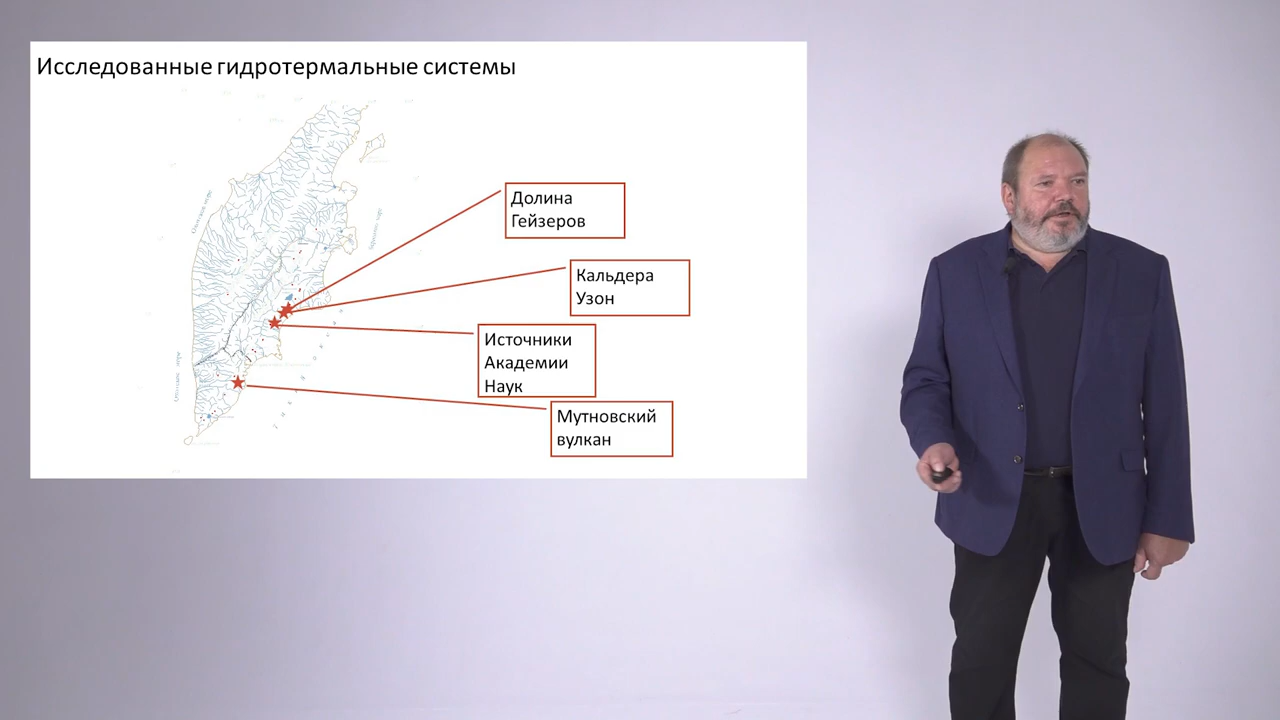 Исследованные гидротермальные системы
Долина
Гейзеров
Кальдера
Узон
Источники
Академии
Наук
Мутновский
вулкан